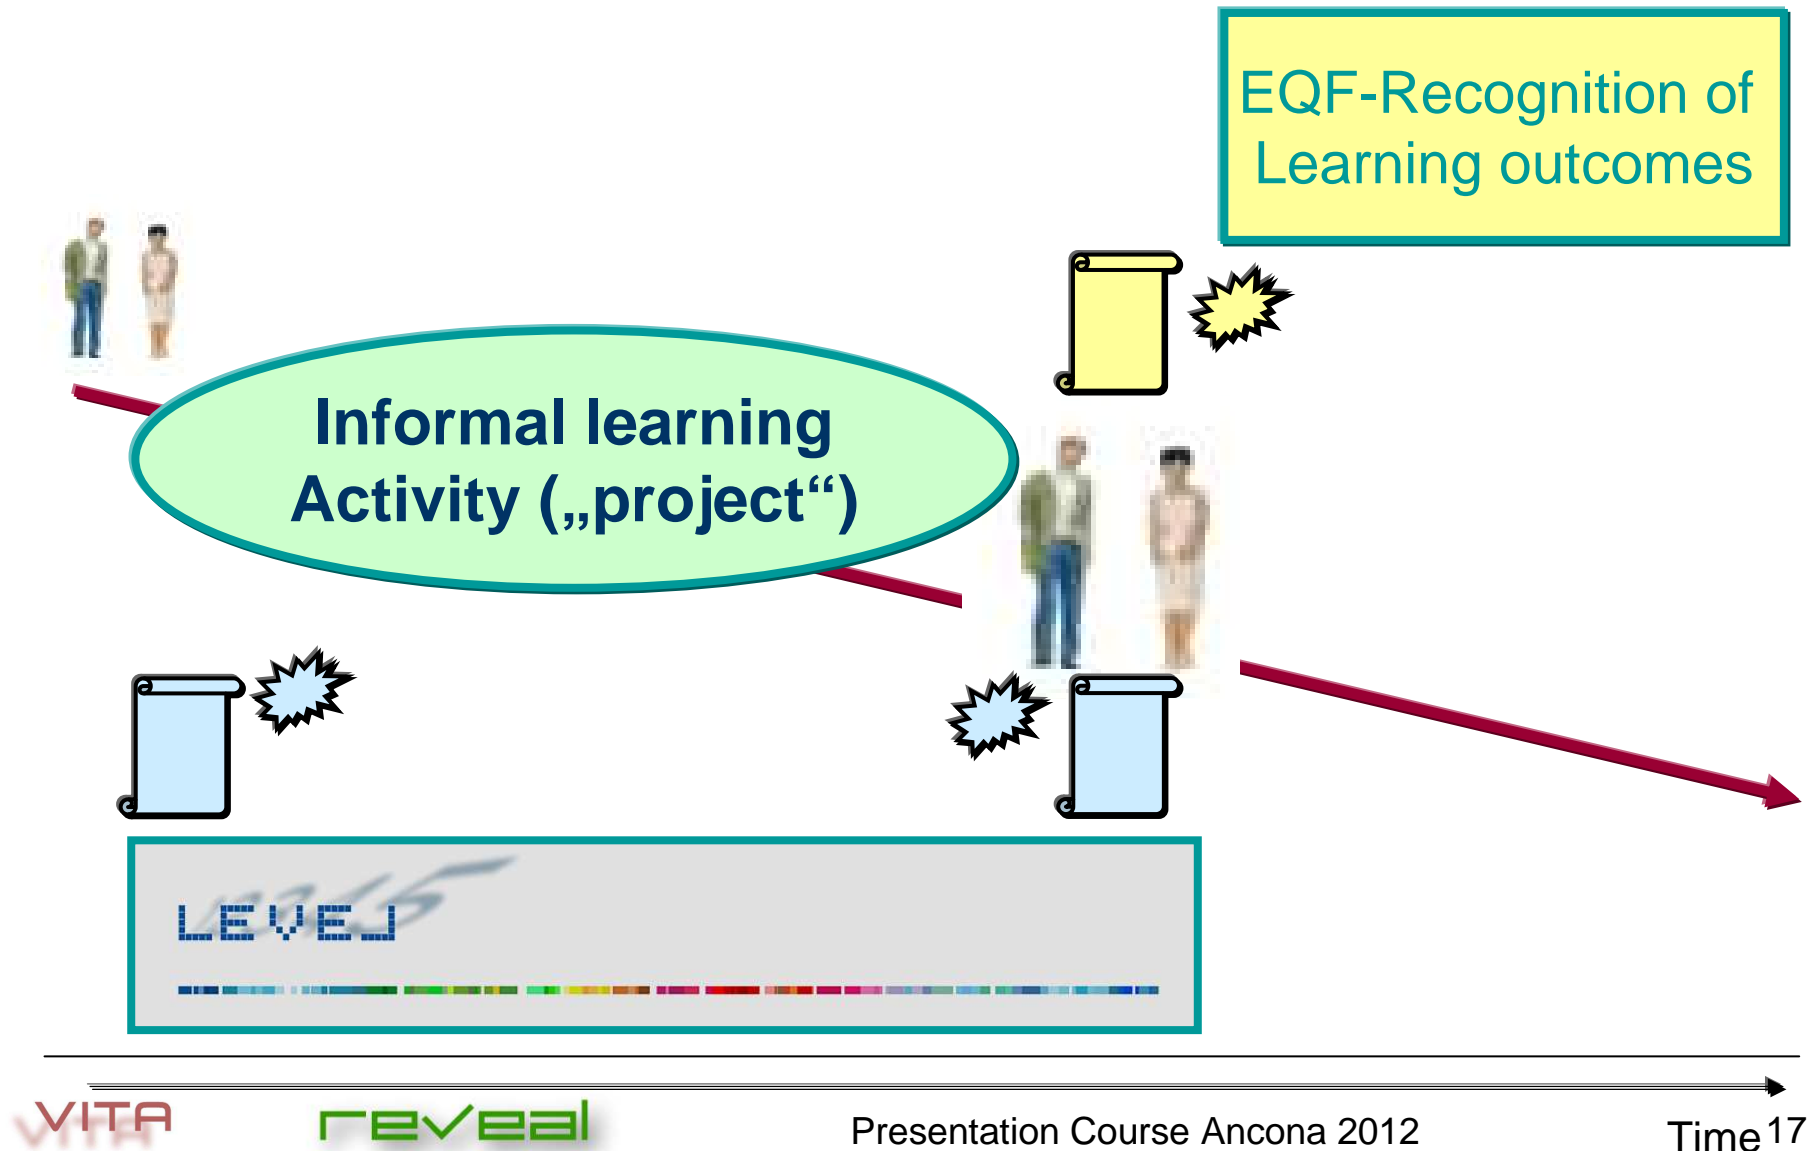 EQF-Recognition of
Learning outcomes
Informal learning
Activity („project“)
LEVEL
VITA
reveal
Presentation Course Ancona 2012
Time
17